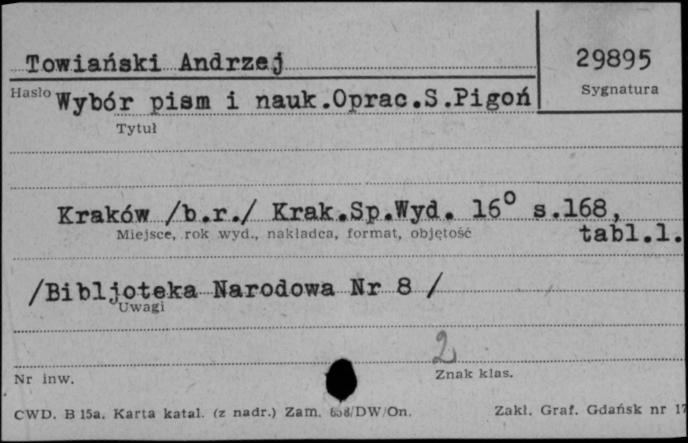 Towiański Andrzej
29895
Hasło
Sygnatura
Wybór pism i nauk.Oprac.S.Pigoń
Tytuł
Kraków /b.r./ Krak.Sp.Wyd. 16° s.168,
Miejsce, rok wyd., nakładca, format, objętość
tabl.1.
/Bibljoteka Narodowa Nr 8 /
Uwagi
2
Nr inw.
Znak klas.
CWD. B 15a. Karta katal. (z nadr.) Zam. /DW/On.
Zakł. Graf. Gdańsk nr 17